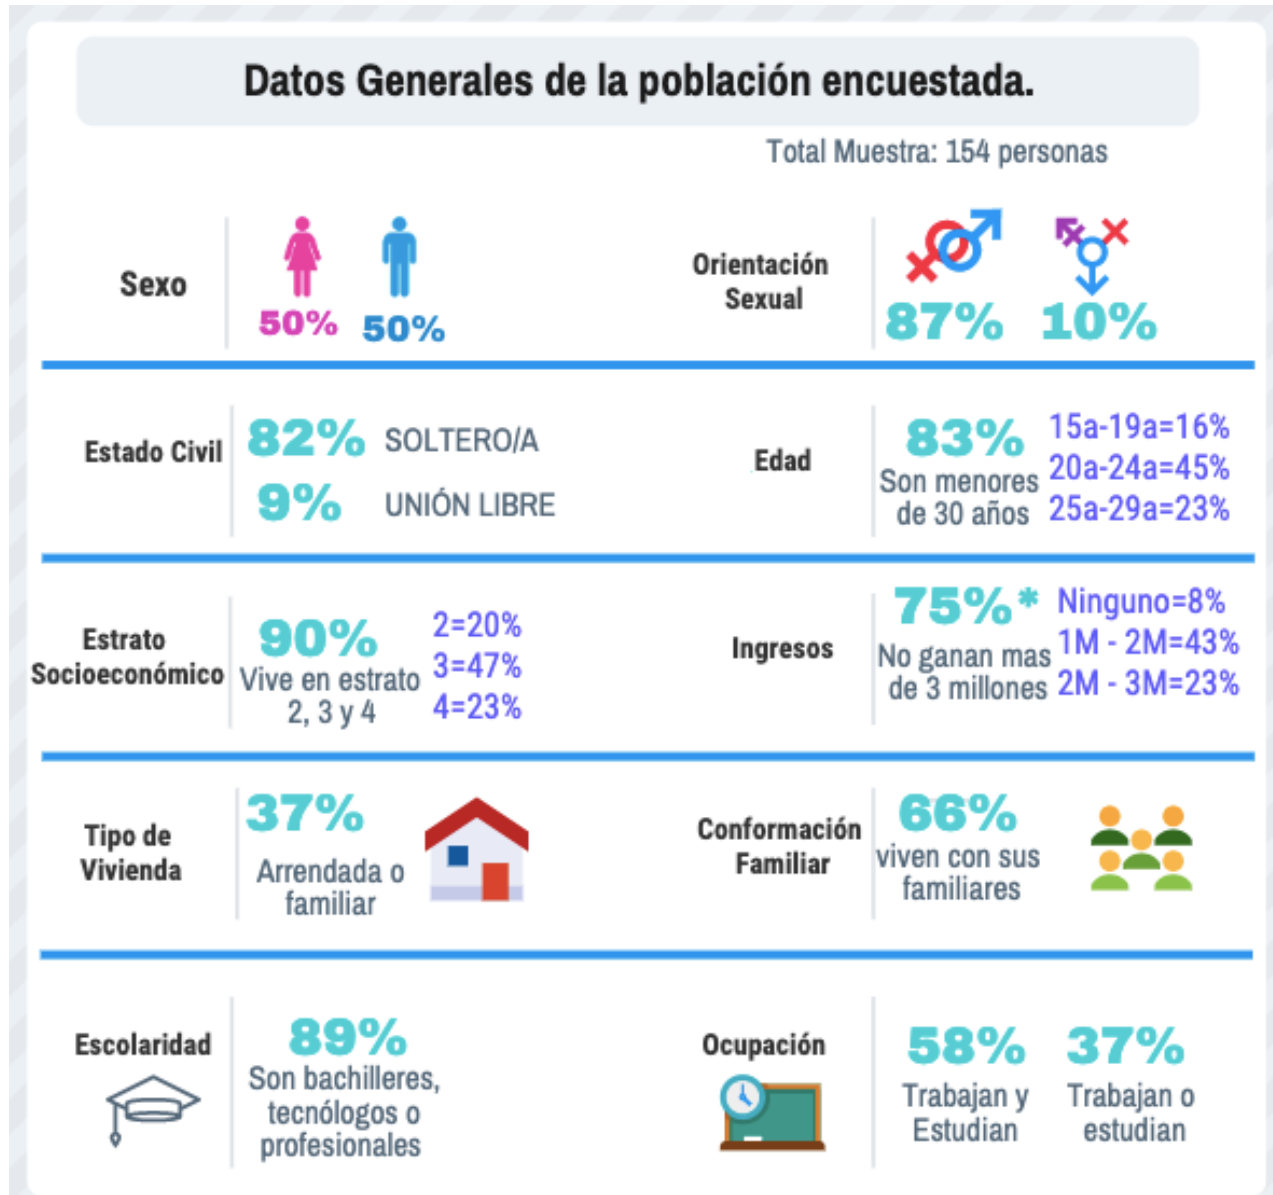 Datos Generales de la población encuestada.
Total Muestra: 154 personas
Sexo
50%
50%
Orientación
Sexual
87%
10%
Estado Civil
82% SOLTERO/A
9% UNIÓN LIBRE
Edad
83%
Son menores
de 30 años
15a-19a=16%
20a-24a=45%
25a-29a=23%
Estrato
Socioeconómico
90%
Vive en estrato
2, 3 y 4
2=20%
3=47%
4=23%
Ingresos
75%*
No ganan mas
de 3 millones
Ninguno=8%
1M - 2M=43%
2M - 3M=23%
Tipo de
Vivienda
37%
Arrendada o
familiar
Conformación
Familiar
66%
viven con sus
familiares
Escolaridad
89%
Son bachilleres,
tecnólogos o
profesionales
Ocupación
58%
Trabajan y
Estudian
37%
Trabajan o
estudian